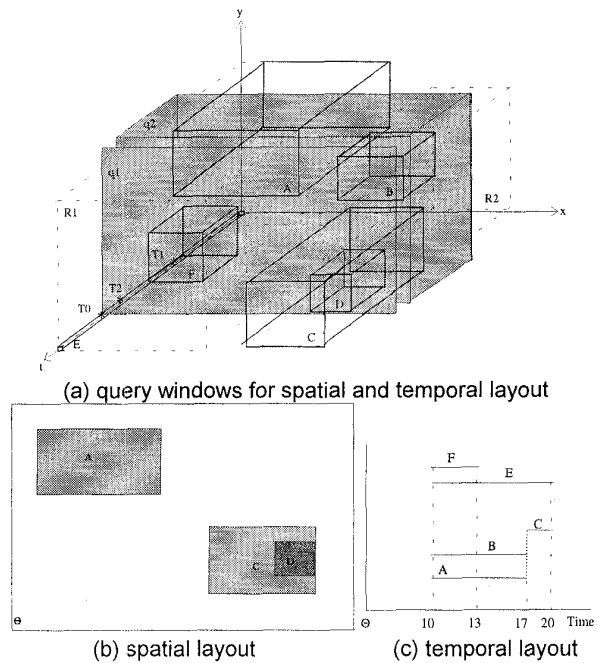 y
q2
q1
A
B
R1
R2
x
T1
F
T2
D
T0
C
E
t
(a) query windows for spatial and temporal layout
A
C
D
Θ
F
E
C
B
A
Θ 10 13 17 20 Time
(b) spatial layout (c) temporal layout